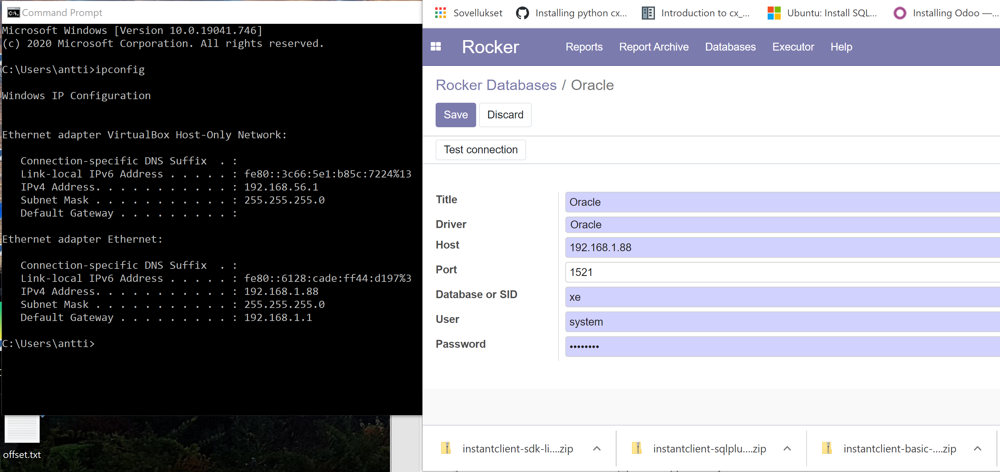 Command Prompt
Microsoft Windows [Version 10.0.19041.746]
(c) 2020 Microsoft Corporation. All rights reserved.
C:\Users\antti>ipconfig
Windows IP Configuration
Ethernet adapter VirtualBox Host-Only Network:
Connection-specific DNS Suffix  . :
Link-local IPv6 Address . . . . . : fe80::3c66:5e1:b85c:7224%13
IPv4 Address. . . . . . . . . . . : 192.168.56.1
Subnet Mask . . . . . . . . . . . : 255.255.255.0
Default Gateway . . . . . . . . . :
Ethernet adapter Ethernet:
Connection-specific DNS Suffix  . :
Link-local IPv6 Address . . . . . : fe80::6128:cade:ff44:d197%3
IPv4 Address. . . . . . . . . . . : 192.168.1.88
Subnet Mask . . . . . . . . . . . : 255.255.255.0
Default Gateway . . . . . . . . . : 192.168.1.1
C:\Users\antti>
offset.txt
Sovellukset Installing python cx... Introduction to cx_... Ubuntu: Install SQL... Installing Odoo —...
Rocker Reports Report Archive Databases Executor Help
Rocker Databases / Oracle
Save Discard
Test connection
Title Oracle
Driver Oracle
Host 192.168.1.88
Port 1521
Database or SID xe
User system
Password ••••••••
instantclient-sdk-li....zip instantclient-sqlplu....zip instantclient-basic-....zip